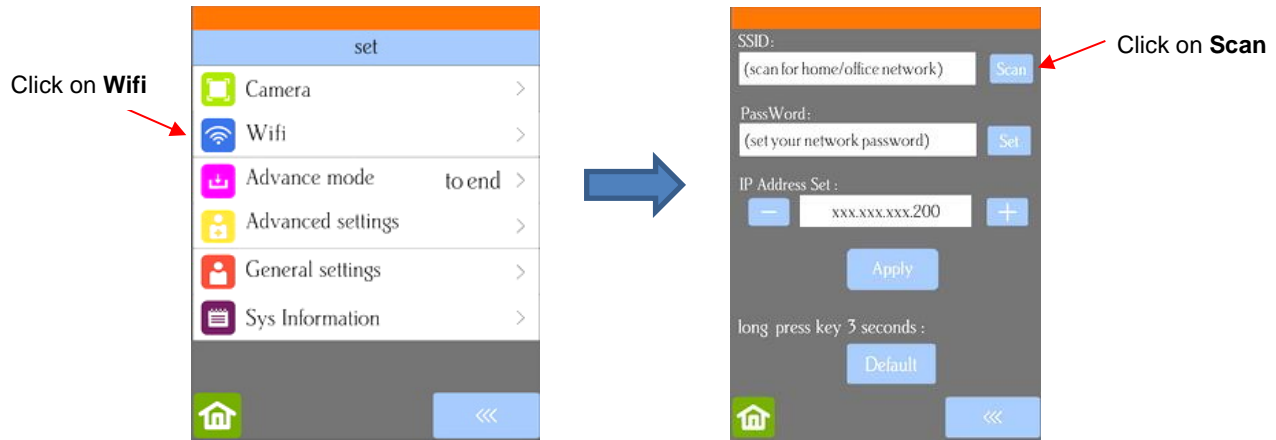 Click on Wifi
set
Camera
Wifi
Advance mode to end
Advanced settings
General settings
Sys Information
<<<
Click on Scan
SSID:
(scan for home/office network) Scan
PassWord:
(set your network password) Set
IP Address Set :
- xxx.xxx.xxx.200 +
Apply
long press key 3 seconds :
Default
<<<